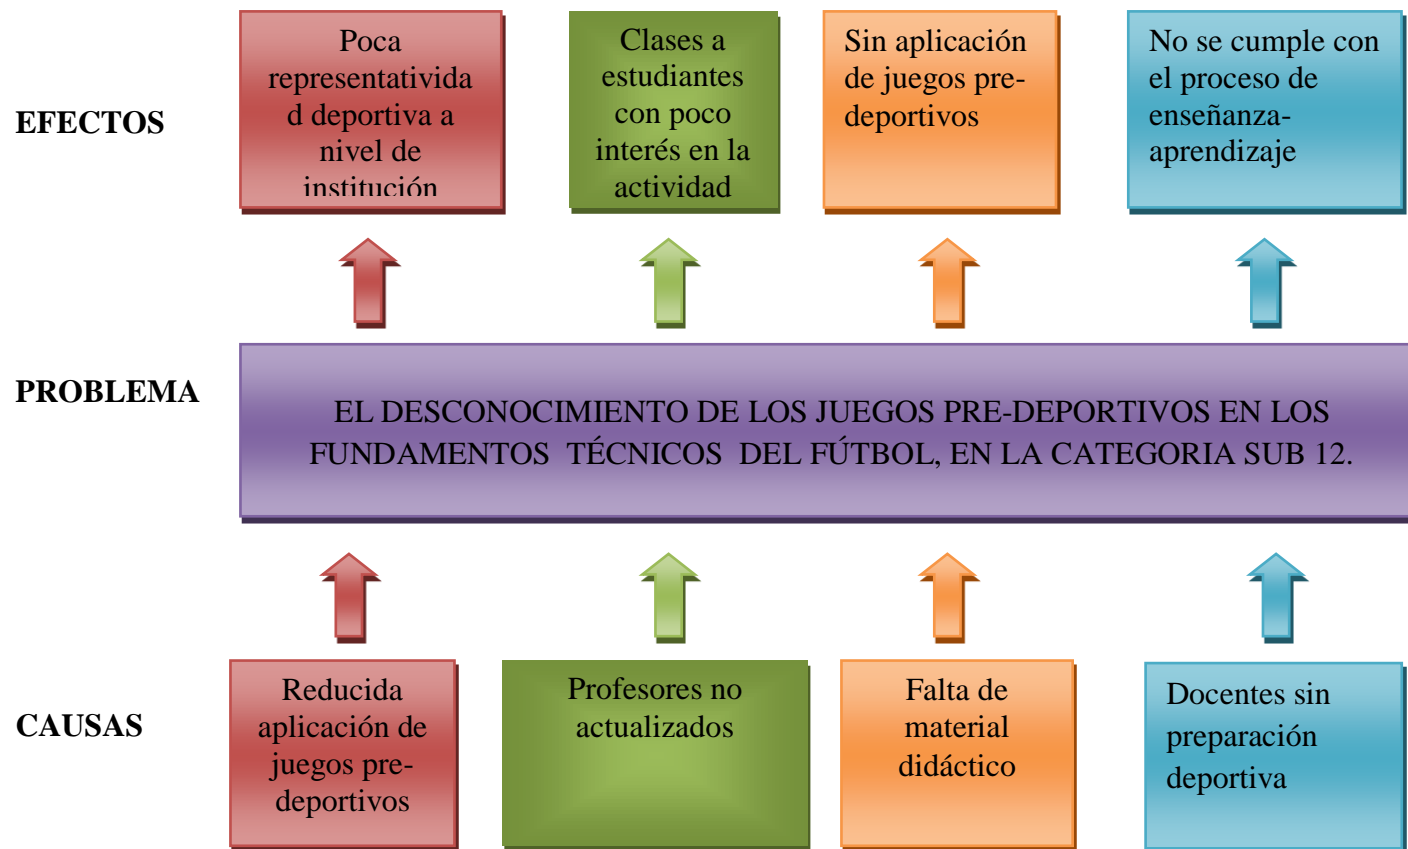 EFECTOS
Poca
representativida
d deportiva a
nivel de
institución
Clases a
estudiantes
con poco
interés en la
actividad
Sin aplicación
de juegos pre-
deportivos
No se cumple con
el proceso de
enseñanza-
aprendizaje
PROBLEMA
EL DESCONOCIMIENTO DE LOS JUEGOS PRE-DEPORTIVOS EN LOS
FUNDAMENTOS TÉCNICOS DEL FÚTBOL, EN LA CATEGORIA SUB 12.
CAUSAS
Reducida
aplicación de
juegos pre-
deportivos
Profesores no
actualizados
Falta de
material
didáctico
Docentes sin
preparación
deportiva